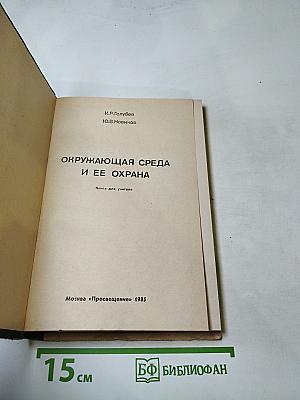 И.Р.Голубев
Ю.В.Новиков
ОКРУЖАЮЩАЯ СРЕДА
И ЕЕ ОХРАНА
Книга для учителя
Москва «Просвещение» 1985
15 см
БФ БИБЛИОФАН